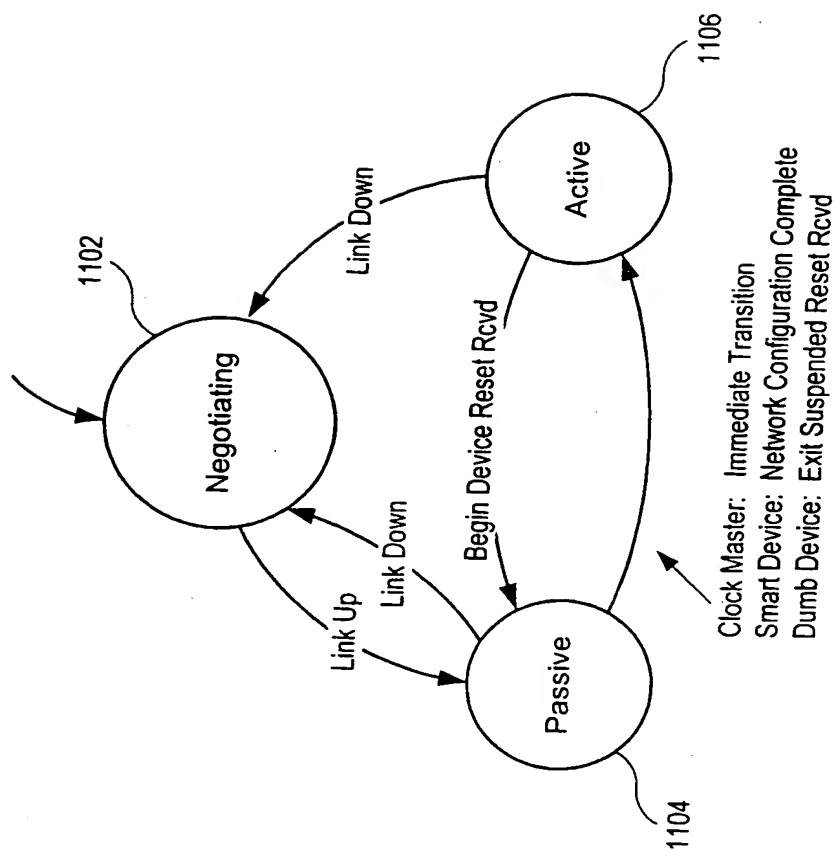 1102
Negotiating
Link Up
Link Down
Link Down
Begin Device Reset Rcvd
Passive
Active
1104
1106
Clock Master: Immediate Transition
Smart Device: Network Configuration Complete
Dumb Device: Exit Suspended Reset Rcvd